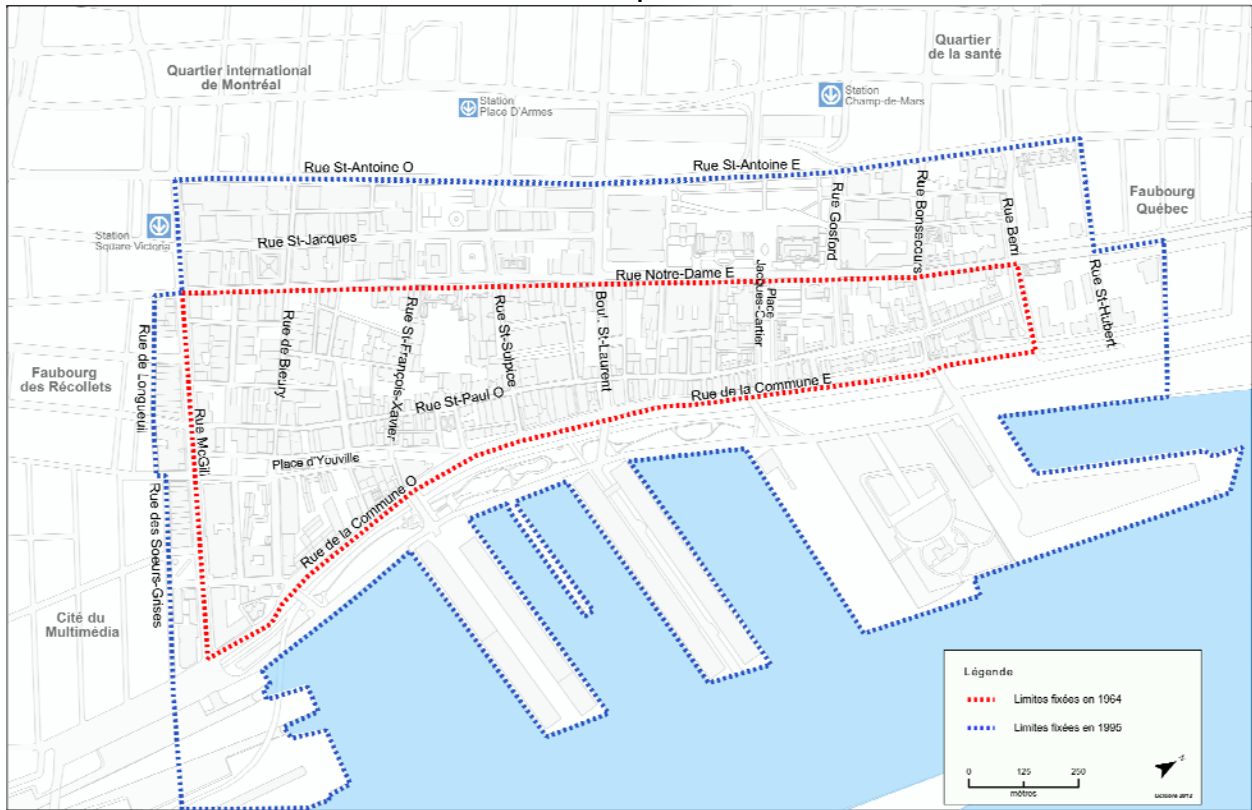 Quartier international
de Montréal
Quartier
de la santé
Station
Place D'Armes
Station
Champ-de-Mars
Rue St-Antoine O
Rue St-Antoine E
Faubourg
Québec
Station
Square-Victoria
Rue St-Jacques
Rue Gosford
Rue Bonsecours
Rue Berri
Rue Notre-Dame E
Place
Jacques-Cartier
Rue St-Hubert
Rue de Longueuil
Rue de Bleury
Rue St-François-Xavier
Rue St-Sulpice
Boul. St-Laurent
Faubourg
des Récollets
Rue McGill
Rue St-Paul O
Rue de la Commune E
Place d'Youville
Rue de la Commune O
Rue des Soeurs-Grises
Cité du
Multimédia
Légende
Limites fixées en 1964
Limites fixées en 1995
0 125 250
mètres
Octobre 2012